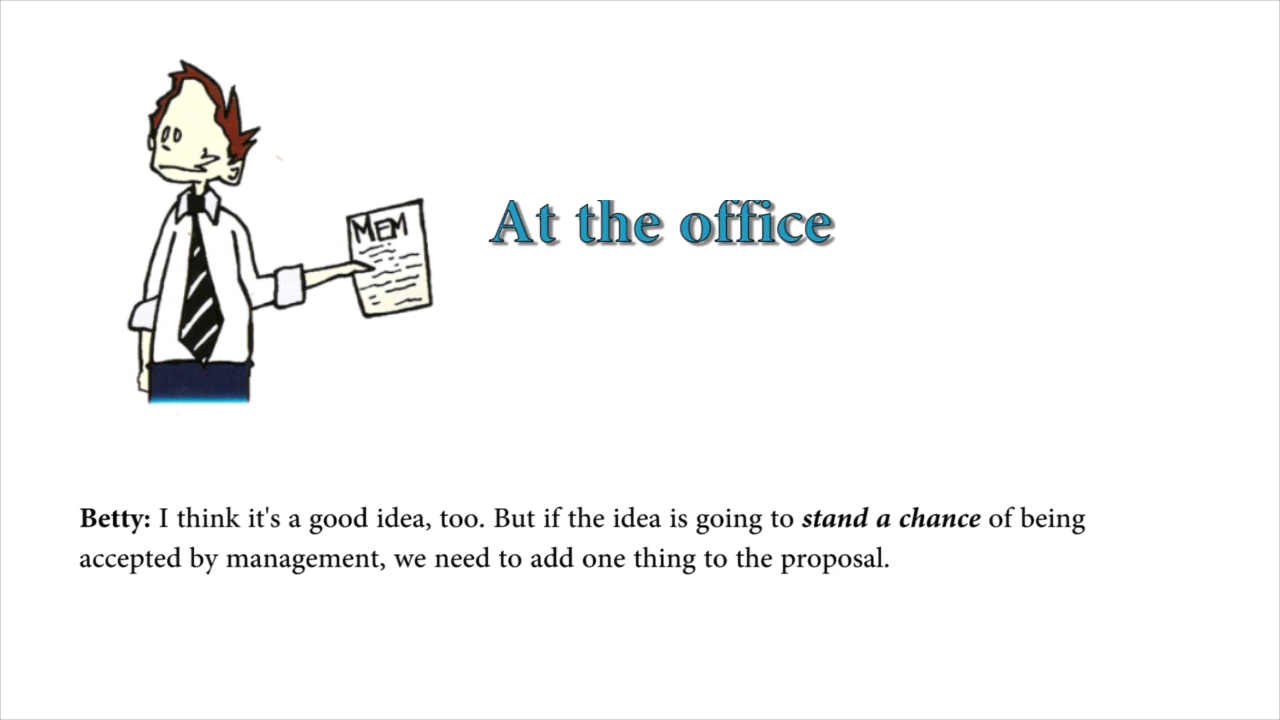 MEM
At the office
Betty: I think it's a good idea, too. But if the idea is going to stand a chance of being
accepted by management, we need to add one thing to the proposal.